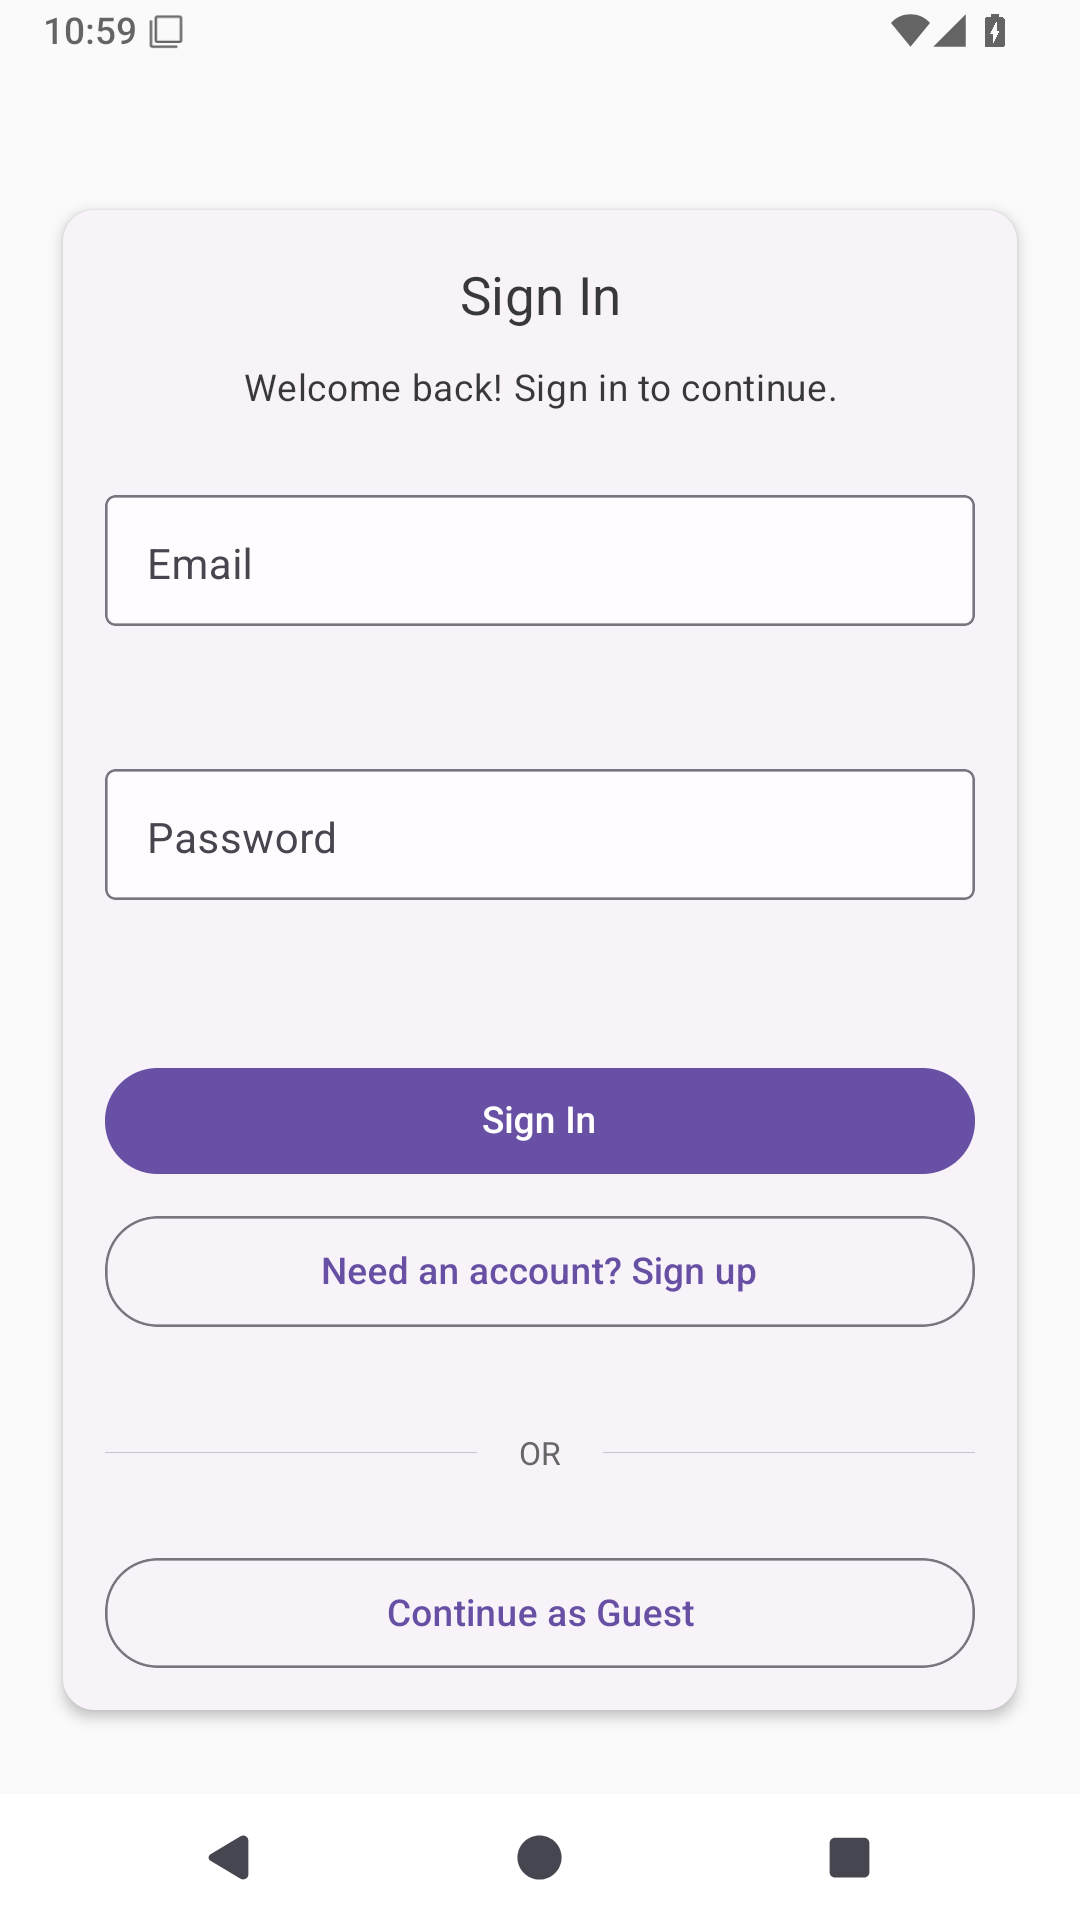 10:59
Sign In
Welcome back! Sign in to continue.
Email
Password
Sign In
Need an account? Sign up
OR
Continue as Guest